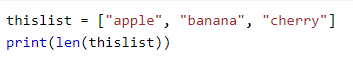 thislist = ["apple", "banana", "cherry"]
print(len(thislist))